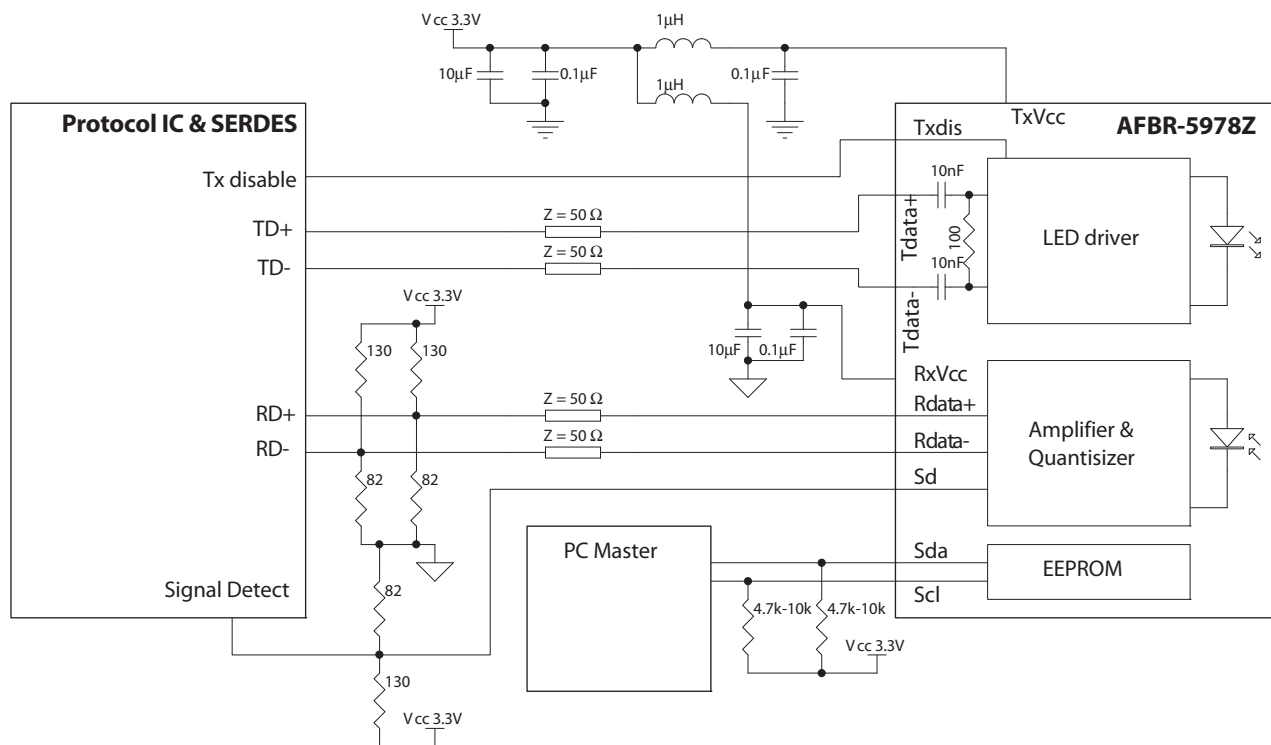 1µH
Vcc 3.3V
10µF
0.1µF
0.1µF
1µH
Protocol IC & SERDES
TxVcc
AFBR-5978Z
Txdis
Tx disable
10nF
Z = 50 Ω
TD+
Tdata+
100
LED driver
Z = 50 Ω
TD-
10nF
Tdata-
Vcc 3.3V
130
130
10µF
0.1µF
RxVcc
Z = 50 Ω
RD+
Rdata+
Z = 50 Ω
RD-
Rdata-
Amplifier &
Quantisizer
82
82
Sd
PC Master
Sda
EEPROM
Signal Detect
82
Scl
4.7k-10k
4.7k-10k
Vcc 3.3V
130
Vcc 3.3V